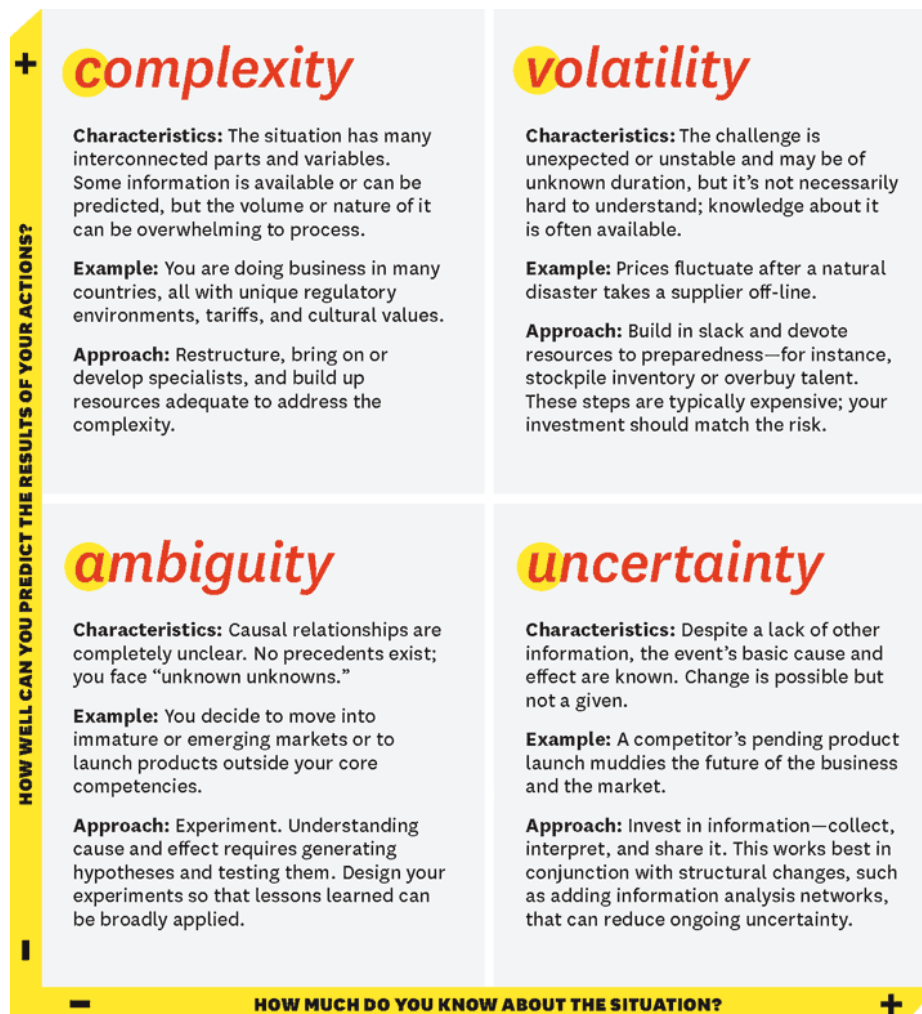 +
complexity
Characteristics: The situation has many
interconnected parts and variables.
Some information is available or can be
predicted, but the volume or nature of it
can be overwhelming to process.
Example: You are doing business in many
countries, all with unique regulatory
environments, tariffs, and cultural values.
Approach: Restructure, bring on or
develop specialists, and build up
resources adequate to address the
complexity.
volatility
Characteristics: The challenge is
unexpected or unstable and may be of
unknown duration, but it’s not necessarily
hard to understand; knowledge about it
is often available.
Example: Prices fluctuate after a natural
disaster takes a supplier off-line.
Approach: Build in slack and devote
resources to preparedness—for instance,
stockpile inventory or overbuy talent.
These steps are typically expensive; your
investment should match the risk.
HOW WELL CAN YOU PREDICT THE RESULTS OF YOUR ACTIONS?
ambiguity
Characteristics: Causal relationships are
completely unclear. No precedents exist;
you face “unknown unknowns.”
Example: You decide to move into
immature or emerging markets or to
launch products outside your core
competencies.
Approach: Experiment. Understanding
cause and effect requires generating
hypotheses and testing them. Design your
experiments so that lessons learned can
be broadly applied.
uncertainty
Characteristics: Despite a lack of other
information, the event’s basic cause and
effect are known. Change is possible but
not a given.
Example: A competitor’s pending product
launch muddies the future of the business
and the market.
Approach: Invest in information—collect,
interpret, and share it. This works best in
conjunction with structural changes, such
as adding information analysis networks,
that can reduce ongoing uncertainty.
–
– HOW MUCH DO YOU KNOW ABOUT THE SITUATION? +